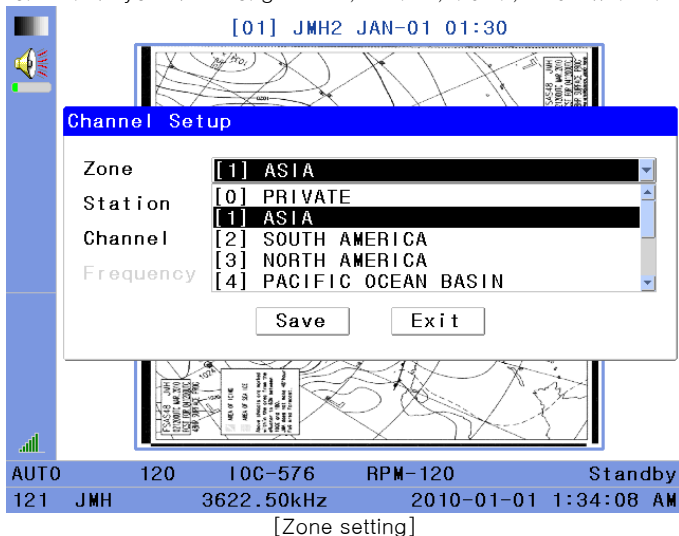 [01] JMH2 JAN-01 01:30
Channel Setup
Zone
[1] ASIA
Station
[0] PRIVATE
[1] ASIA
Channel
[2] SOUTH AMERICA
[3] NORTH AMERICA
Frequency
[4] PACIFIC OCEAN BASIN
Save
Exit
AUTO 120 IOC-576 RPM-120 Standby
121 JMH 3622.50kHz 2010-01-01 1:34:08 AM
[Zone setting]